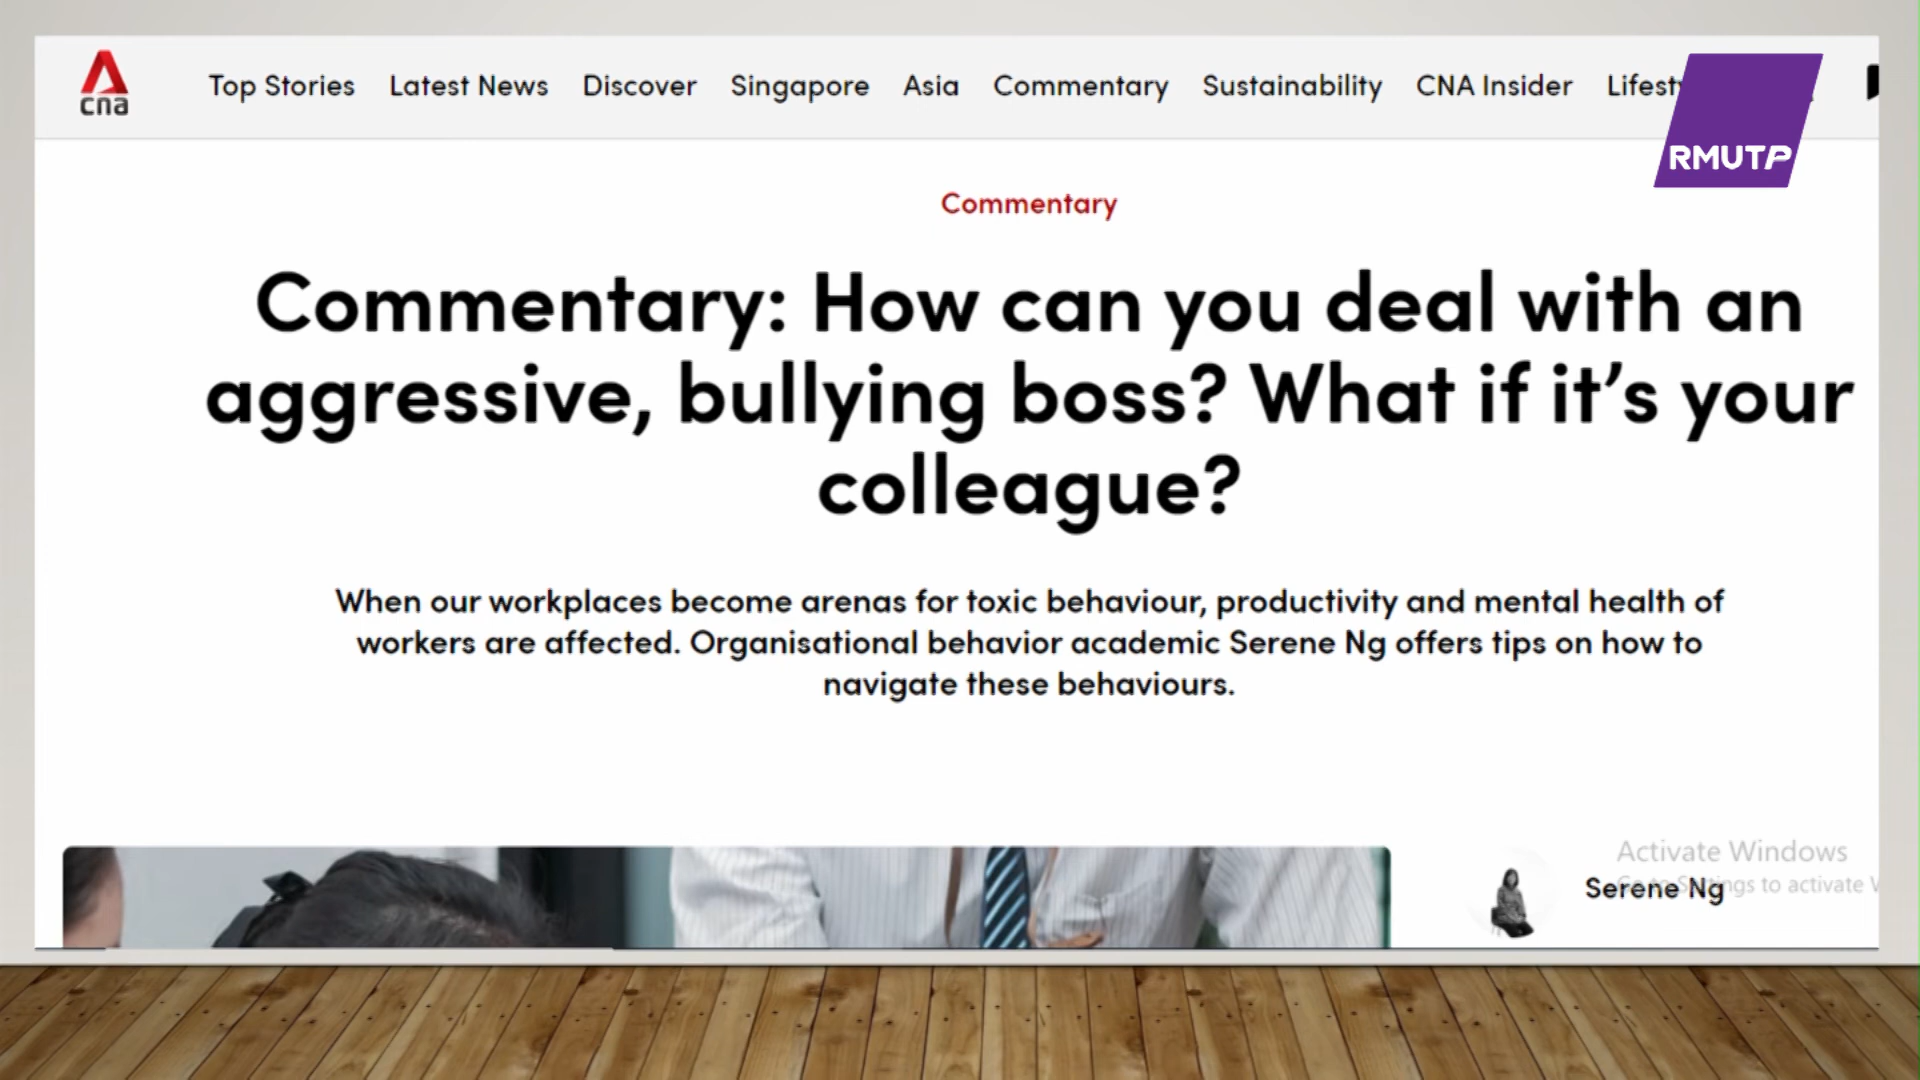 cna
Top Stories Latest News Discover Singapore Asia Commentary Sustainability CNA Insider
RMUTP
Commentary
Commentary: How can you deal with an
aggressive, bullying boss? What if it’s your
colleague?
When our workplaces become arenas for toxic behaviour, productivity and mental health of
workers are affected. Organisational behavior academic Serene Ng offers tips on how to
navigate these behaviours.
Activate Windows
Serene Ng
to activate